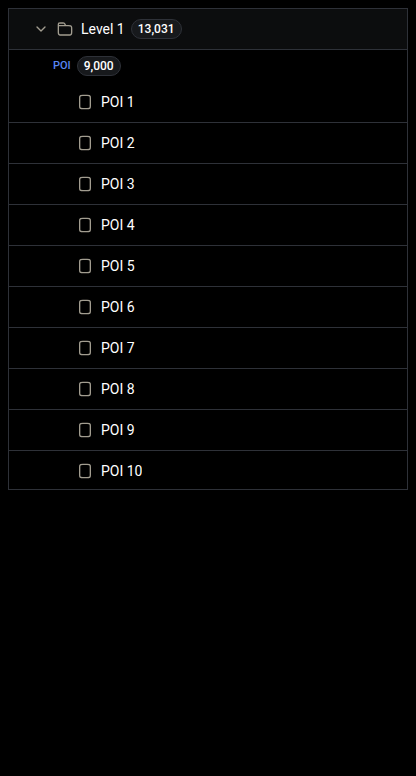 Level 1 13,031
POI 9,000
POI 1
POI 2
POI 3
POI 4
POI 5
POI 6
POI 7
POI 8
POI 9
POI 10